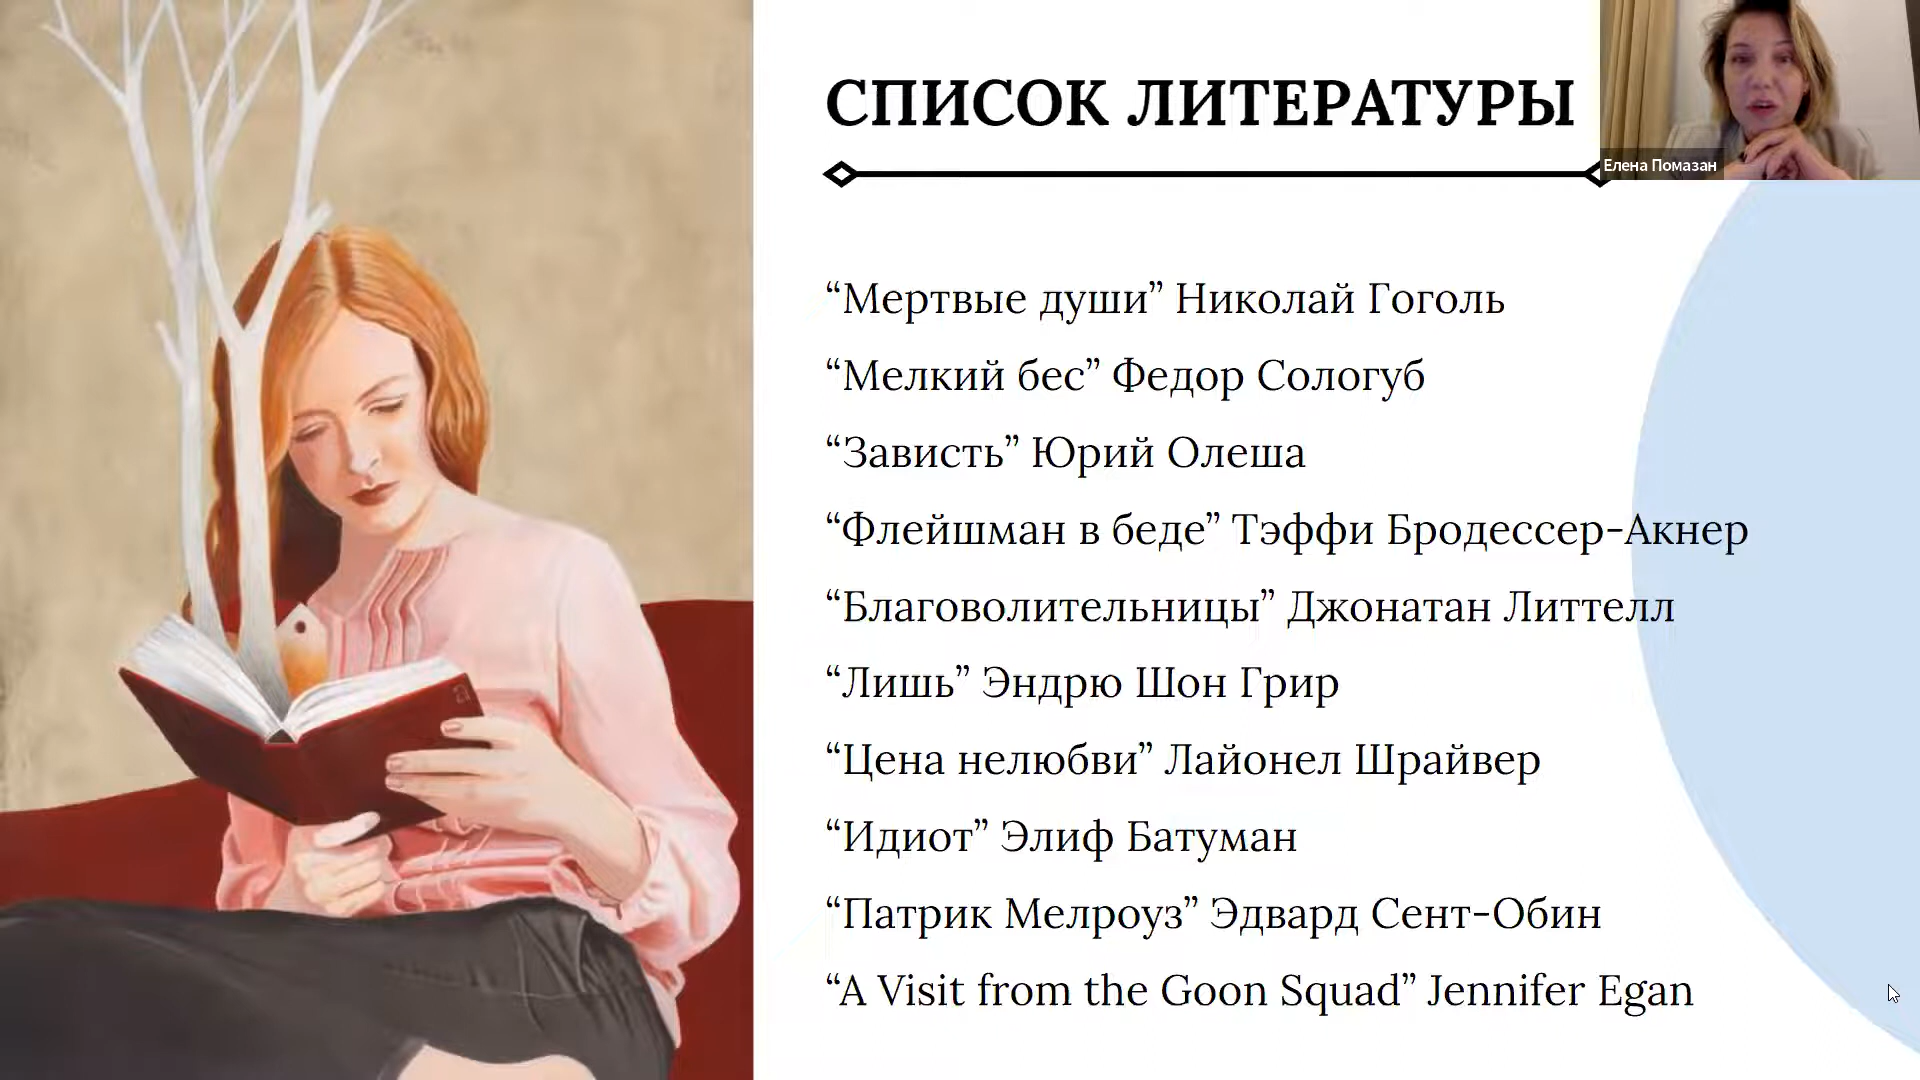 СПИСОК ЛИТЕРАТУРЫ
Елена Помазан
“Мертвые души” Николай Гоголь
“Мелкий бес” Федор Сологуб
“Зависть” Юрий Олеша
“Флейшман в беде” Тэффи Бродессер-Акнер
“Благоволительницы” Джонатан Литтелл
“Лишь” Эндрю Шон Грир
“Цена нелюбви” Лайонел Шрайвер
“Идиот” Элиф Батуман
“Патрик Мелроуз” Эдвард Сент-Обин
“A Visit from the Goon Squad” Jennifer Egan